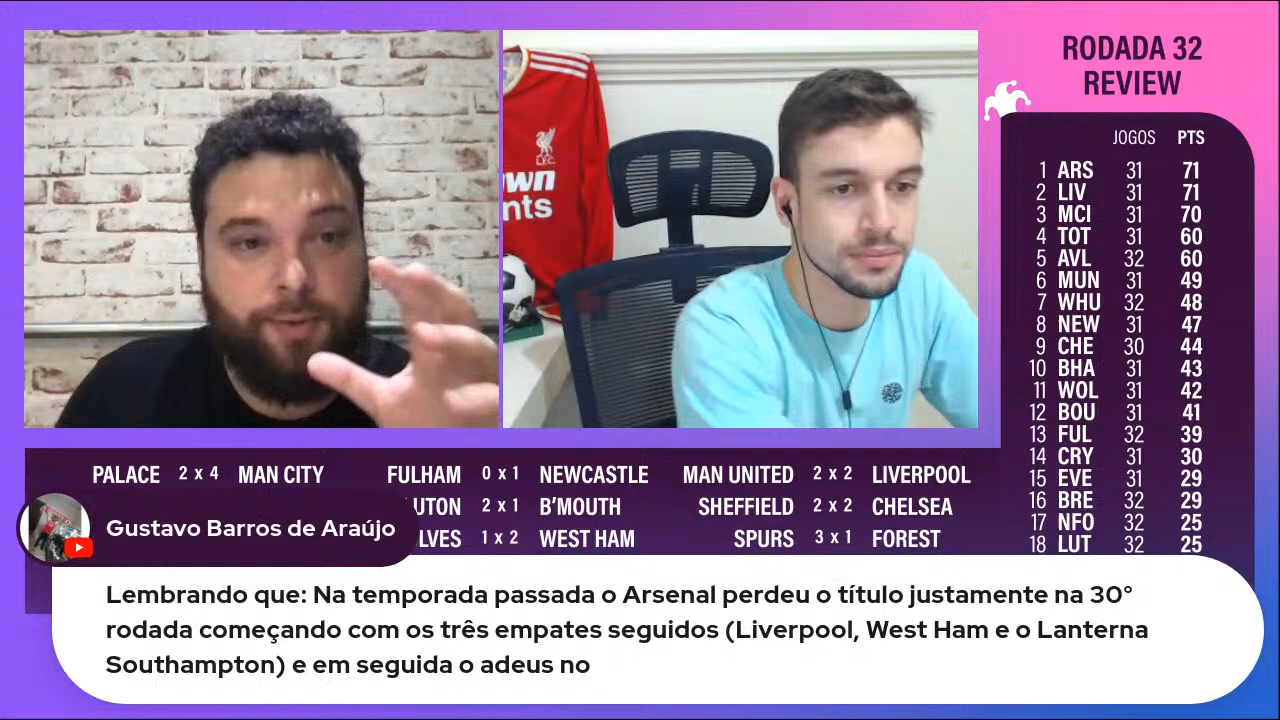 RODADA 32
REVIEW
JOGOS PTS
1 ARS 31 71
2 LIV 31 71
3 MCI 31 70
4 TOT 31 60
5 AVL 32 60
6 MUN 31 49
7 WHU 32 48
8 NEW 31 47
9 CHE 30 44
10 BHA 31 43
11 WOL 31 42
12 BOU 31 41
13 FUL 32 39
14 CRY 31 30
15 EVE 31 29
16 BRE 32 29
17 NFO 32 25
18 LUT 32 25
L.F.C.
wn
nts
PALACE 2 x 4 MAN CITY FULHAM 0 x 1 NEWCASTLE MAN UNITED 2 x 2 LIVERPOOL
UTON 2 x 1 B'MOUTH SHEFFIELD 2 x 2 CHELSEA
LVES 1 x 2 WEST HAM SPURS 3 x 1 FOREST
Gustavo Barros de Araújo
Lembrando que: Na temporada passada o Arsenal perdeu o título justamente na 30°
rodada começando com os três empates seguidos (Liverpool, West Ham e o Lanterna
Southampton) e em seguida o adeus no